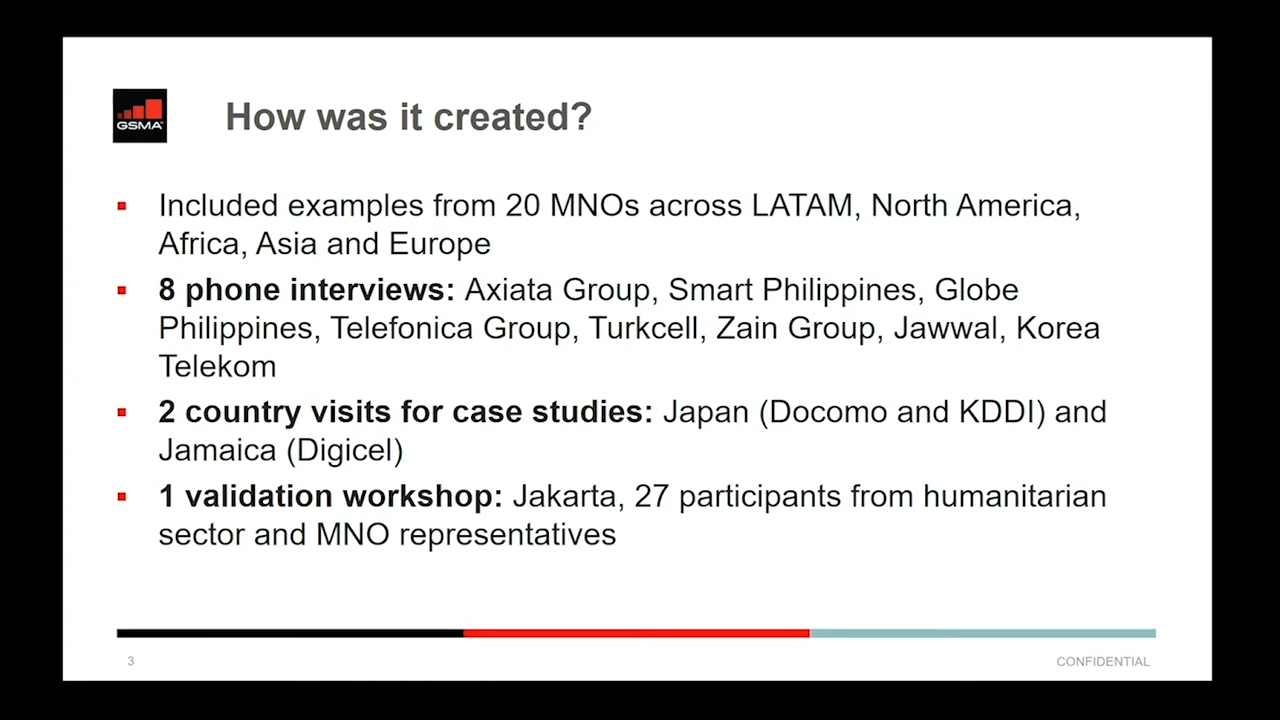 GSMA
How was it created?
Included examples from 20 MNOs across LATAM, North America,
Africa, Asia and Europe
8 phone interviews: Axiata Group, Smart Philippines, Globe
Philippines, Telefonica Group, Turkcell, Zain Group, Jawwal, Korea
Telekom
2 country visits for case studies: Japan (Docomo and KDDI) and
Jamaica (Digicel)
1 validation workshop: Jakarta, 27 participants from humanitarian
sector and MNO representatives
3
CONFIDENTIAL